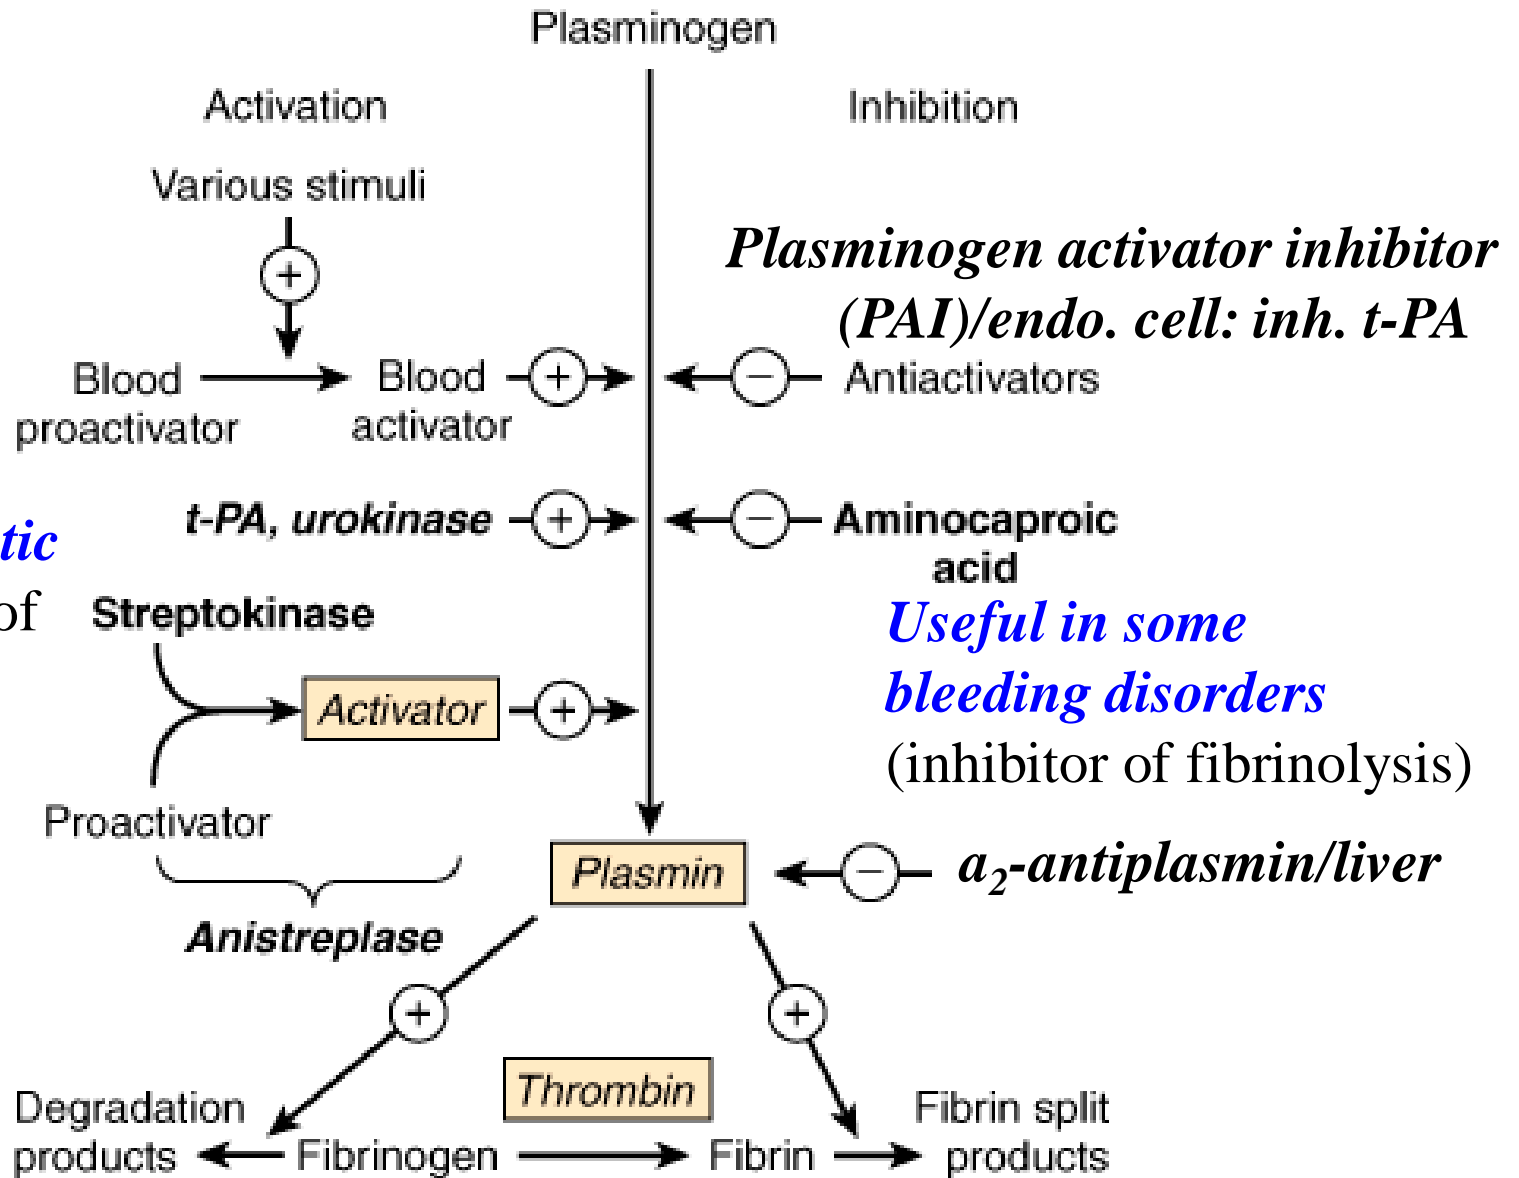 Plasminogen
Activation
Inhibition
Various stimuli
+
Plasminogen activator inhibitor
(PAI)/endo. cell: inh. t-PA
Blood
proactivator
Blood
activator
+
−
Antiactivators
t-PA, urokinase
+
−
Aminocaproic
acid
tic
of
Streptokinase
Useful in some
bleeding disorders
(inhibitor of fibrinolysis)
Activator
+
Proactivator
Anistreplase
Plasmin
−
a2-antiplasmin/liver
+
+
Thrombin
Degradation
products
Fibrinogen
Fibrin
Fibrin split
products